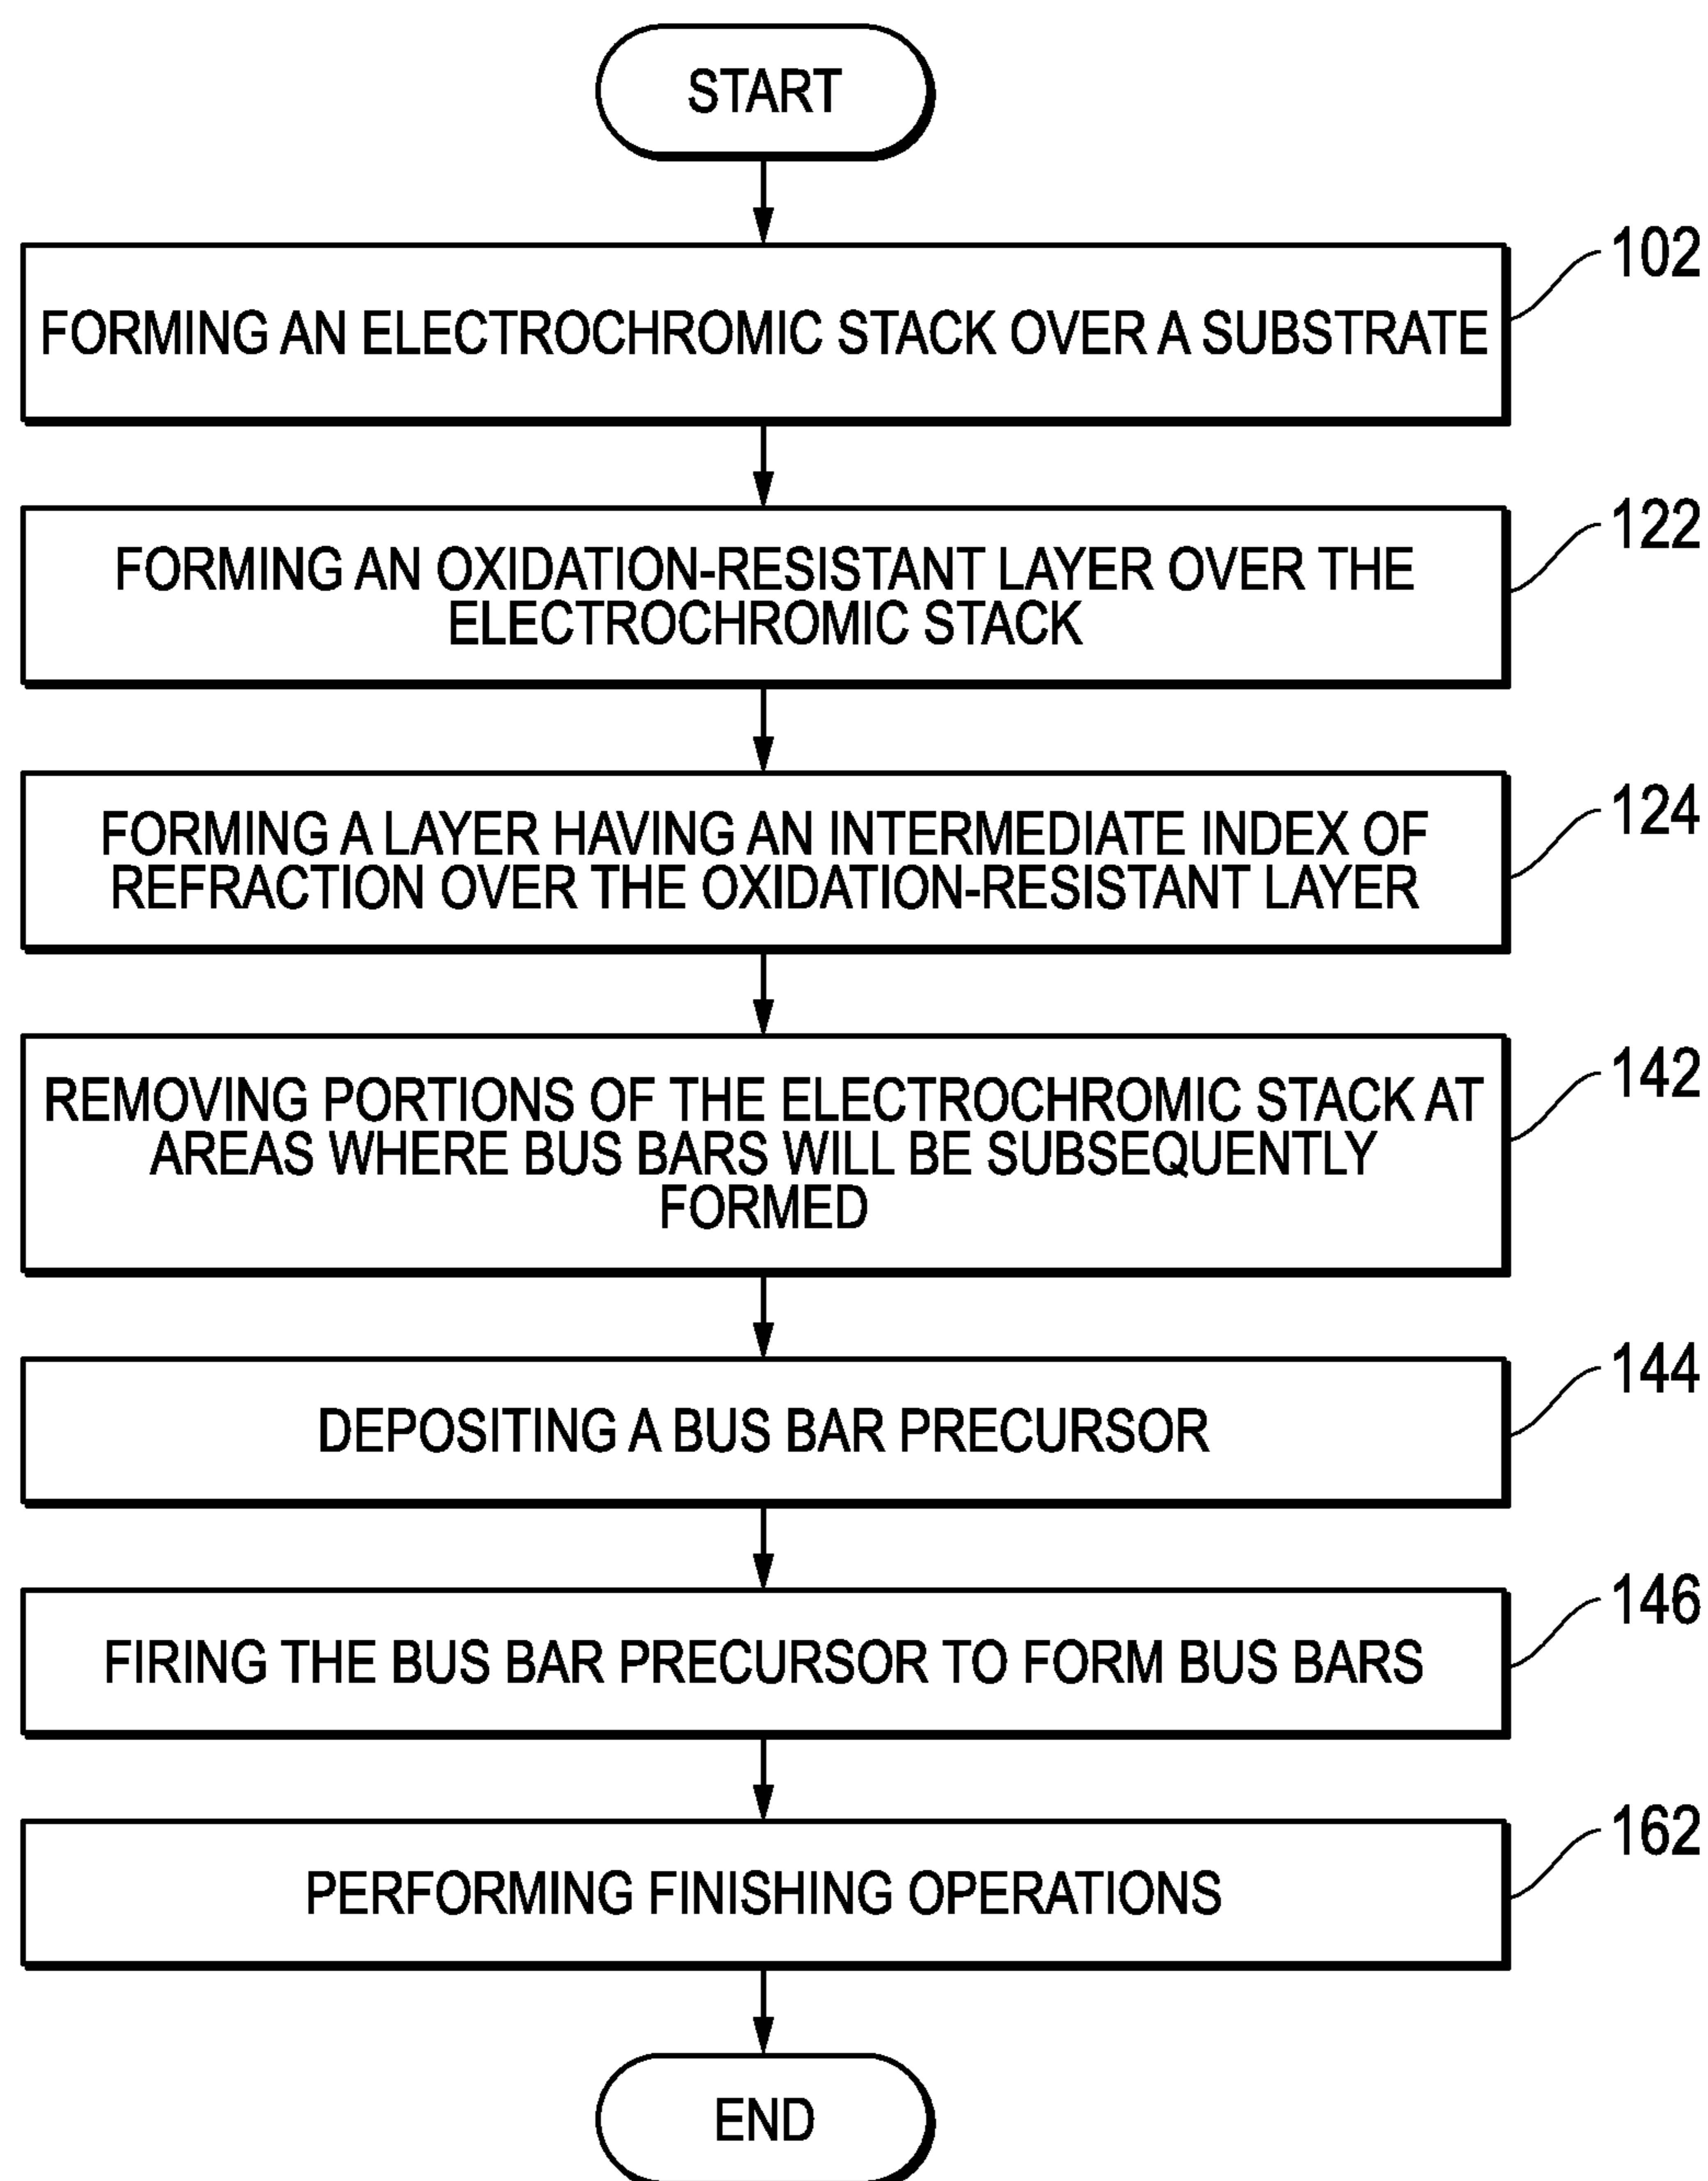 START
102
FORMING AN ELECTROCHROMIC STACK OVER A SUBSTRATE
122
FORMING AN OXIDATION-RESISTANT LAYER OVER THE
ELECTROCHROMIC STACK
124
FORMING A LAYER HAVING AN INTERMEDIATE INDEX OF
REFRACTION OVER THE OXIDATION-RESISTANT LAYER
142
REMOVING PORTIONS OF THE ELECTROCHROMIC STACK AT
AREAS WHERE BUS BARS WILL BE SUBSEQUENTLY
FORMED
144
DEPOSITING A BUS BAR PRECURSOR
146
FIRING THE BUS BAR PRECURSOR TO FORM BUS BARS
162
PERFORMING FINISHING OPERATIONS
END